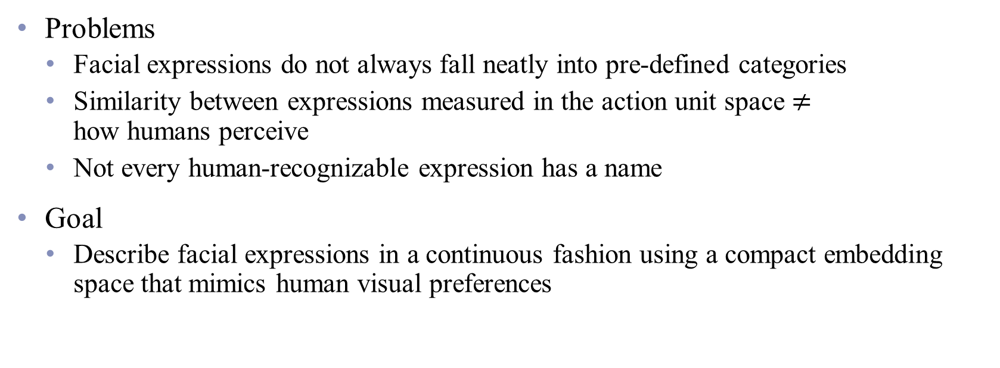 • Problems
• Facial expressions do not always fall neatly into pre-defined categories
• Similarity between expressions measured in the action unit space ≠
how humans perceive
• Not every human-recognizable expression has a name
• Goal
• Describe facial expressions in a continuous fashion using a compact embedding
space that mimics human visual preferences